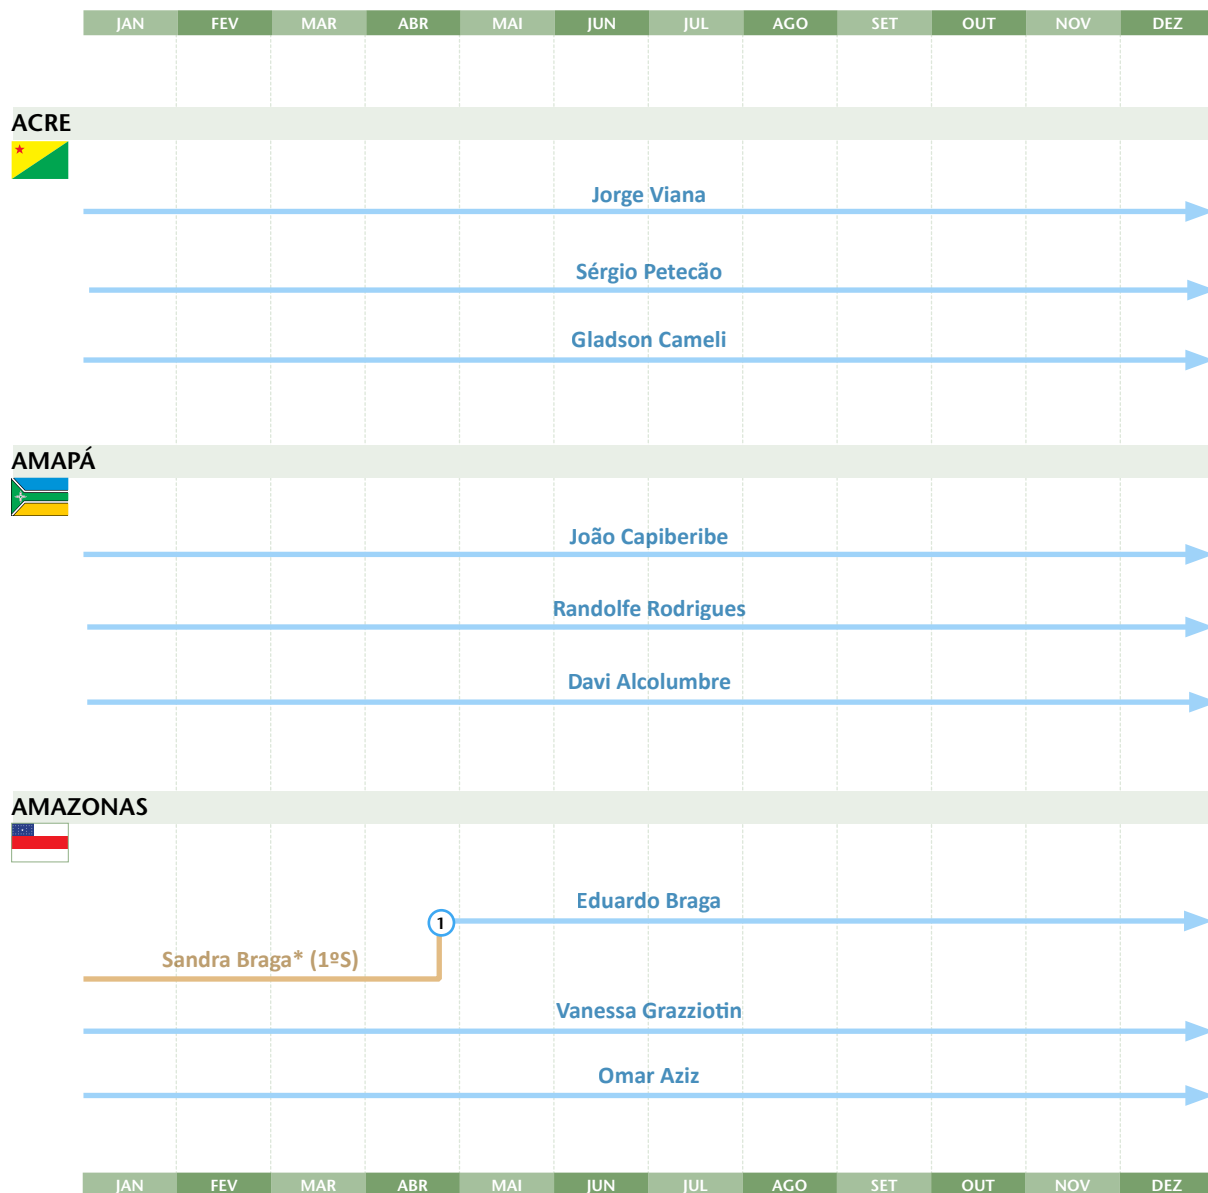 JAN FEV MAR ABR MAI JUN JUL AGO SET OUT NOV DEZ
ACRE
Jorge Viana
Sérgio Petecão
Gladson Cameli
AMAPÁ
João Capiberibe
Randolfe Rodrigues
Davi Alcolumbre
AMAZONAS
Eduardo Braga
1
Sandra Braga* (1ºS)
Vanessa Grazziotin
Omar Aziz
JAN FEV MAR ABR MAI JUN JUL AGO SET OUT NOV DEZ